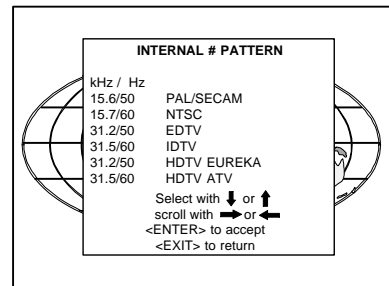 INTERNAL # PATTERN
kHz / Hz
15.6/50 PAL/SECAM
15.7/60 NTSC
31.2/50 EDTV
31.5/60 IDTV
31.2/50 HDTV EUREKA
31.5/60 HDTV ATV
Select with ↓ or ↑
scroll with → or ←
<ENTER> to accept
<EXIT> to return